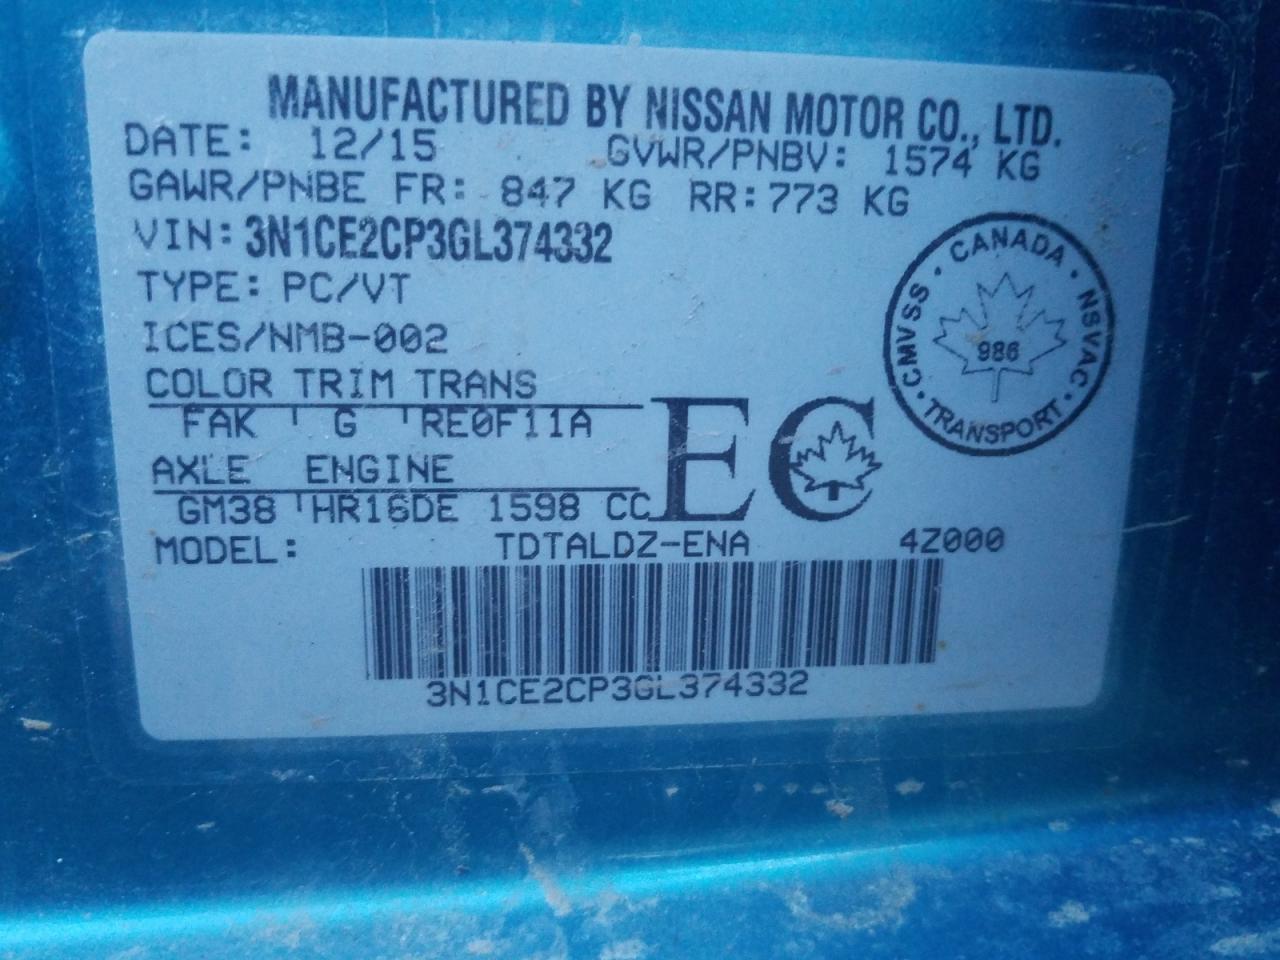 MANUFACTURED BY NISSAN MOTOR CO., LTD.
DATE: 12/15 GVWR/PNBV: 1574 KG
GAWR/PNBE FR: 847 KG RR:773 KG
VIN: 3N1CE2CP3GL374332
TYPE: PC/VT
ICES/NMB-002
COLOR TRIM TRANS
FAK G RE0F11A
AXLE ENGINE
GM38 HR16DE 1598 CC
EC
MODEL: TDTALDZ-ENA 4Z000
3N1CE2CP3GL374332
CANADA
CMVSS
NSVAC
986
TRANSPORT